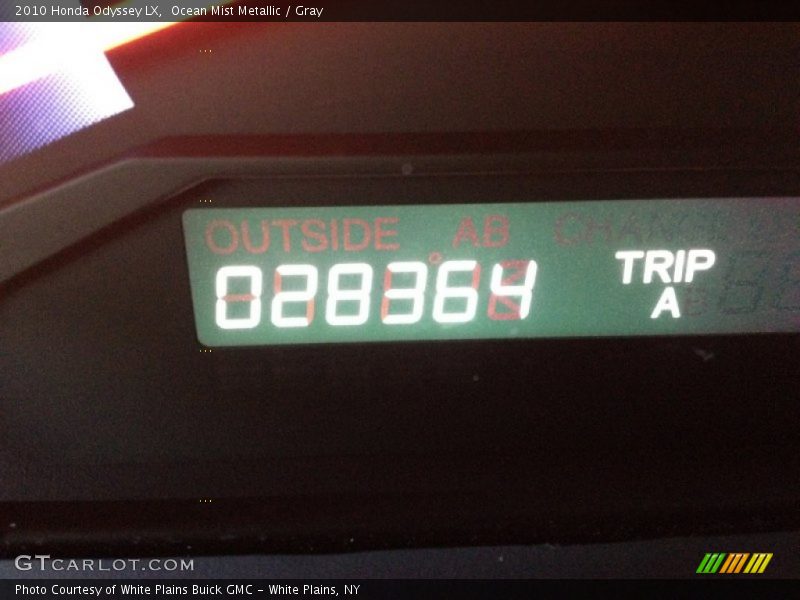 2010 Honda Odyssey LX,  Ocean Mist Metallic / Gray
OUTSIDE AB
028364
TRIP
A
GTCARLOT.COM
Photo Courtesy of White Plains Buick GMC - White Plains, NY